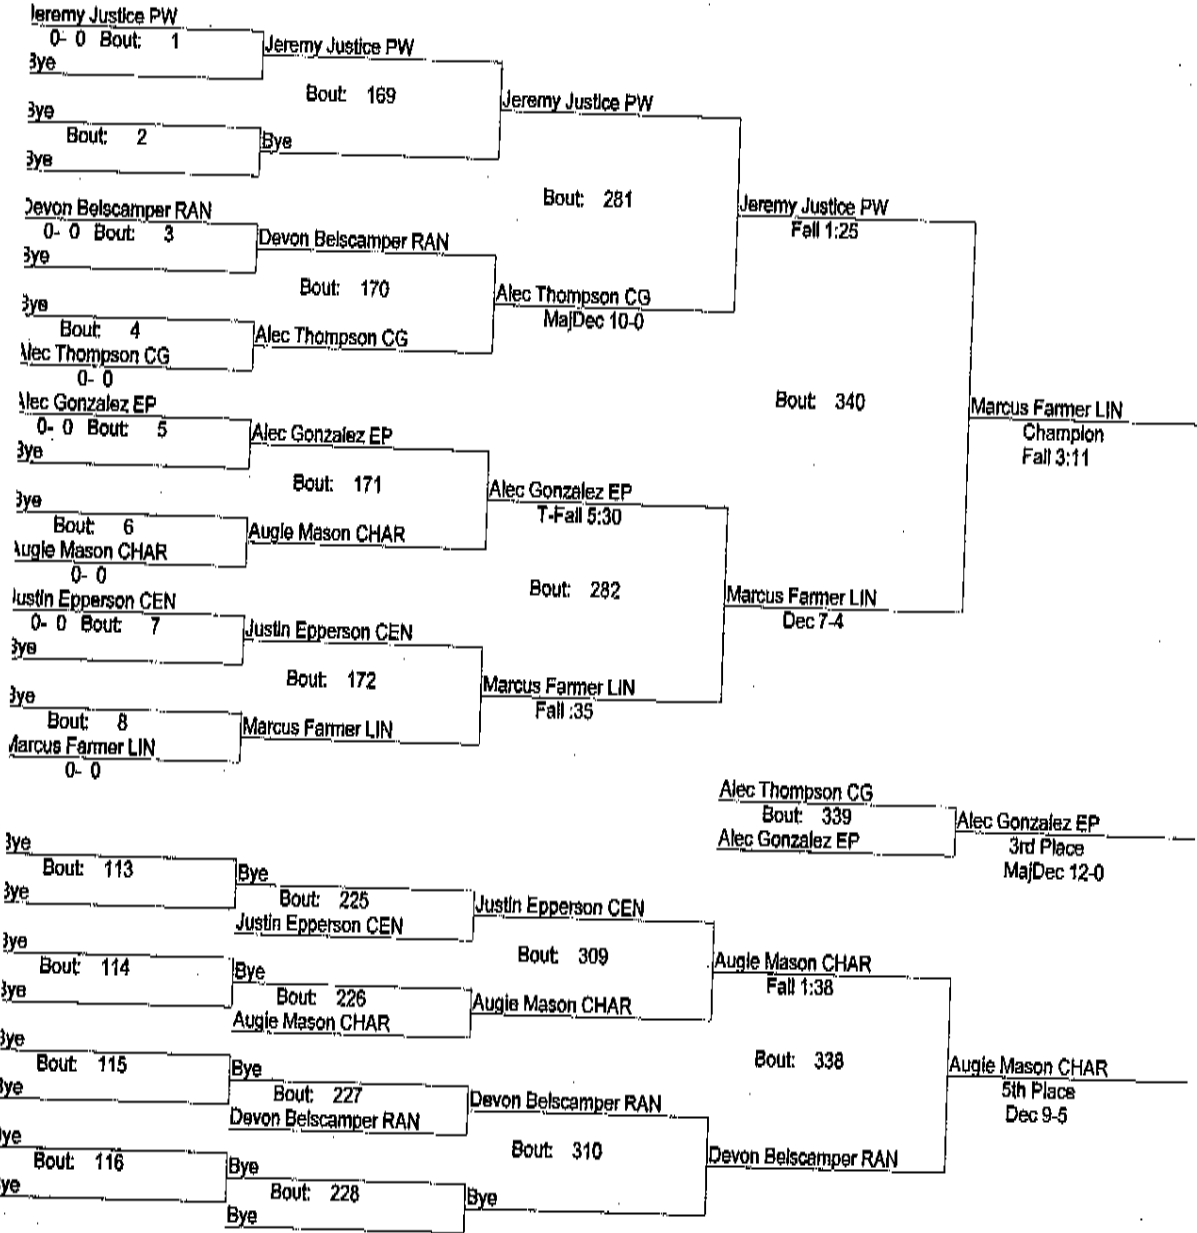 Jeremy Justice PW
0- 0 Bout: 1
Bye
Jeremy Justice PW
Bout: 169
Bye
Bout: 2
Bye
Bye
Jeremy Justice PW
Bout: 281
Devon Belscamper RAN
0- 0 Bout: 3
Bye
Devon Belscamper RAN
Bout: 170
Bye
Bout: 4
Alec Thompson CG
0- 0
Alec Thompson CG
Alec Thompson CG
MajDec 10-0
Jeremy Justice PW
Fall 1:25
Bout: 340
Alec Gonzalez EP
0- 0 Bout: 5
Bye
Alec Gonzalez EP
Bout: 171
Bye
Bout: 6
Augie Mason CHAR
0- 0
Augie Mason CHAR
Alec Gonzalez EP
T-Fall 5:30
Bout: 282
Justin Epperson CEN
0- 0 Bout: 7
Bye
Justin Epperson CEN
Bout: 172
Bye
Bout: 8
Marcus Farmer LIN
0- 0
Marcus Farmer LIN
Marcus Farmer LIN
Fall :35
Marcus Farmer LIN
Dec 7-4
Marcus Farmer LIN
Champion
Fall 3:11
Alec Thompson CG
Bout: 339
Alec Gonzalez EP
Alec Gonzalez EP
3rd Place
MajDec 12-0
Bye
Bout: 113
Bye
Bye
Bout: 225
Justin Epperson CEN
Justin Epperson CEN
Bout: 309
Bye
Bout: 114
Bye
Bye
Bout: 226
Augie Mason CHAR
Augie Mason CHAR
Augie Mason CHAR
Fall 1:38
Bout: 338
Bye
Bout: 115
Bye
Bye
Bout: 227
Devon Belscamper RAN
Devon Belscamper RAN
Bout: 310
Bye
Bout: 116
Bye
Bye
Bout: 228
Bye
Bye
Devon Belscamper RAN
Augie Mason CHAR
5th Place
Dec 9-5